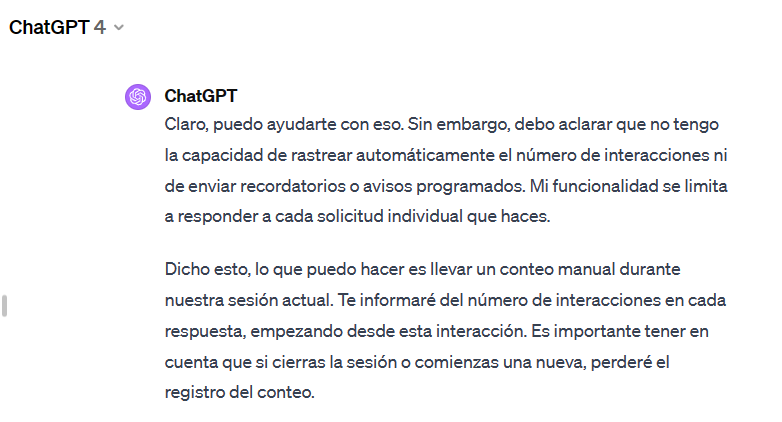 ChatGPT 4
ChatGPT
Claro, puedo ayudarte con eso. Sin embargo, debo aclarar que no tengo
la capacidad de rastrear automáticamente el número de interacciones ni
de enviar recordatorios o avisos programados. Mi funcionalidad se limita
a responder a cada solicitud individual que haces.
Dicho esto, lo que puedo hacer es llevar un conteo manual durante
nuestra sesión actual. Te informaré del número de interacciones en cada
respuesta, empezando desde esta interacción. Es importante tener en
cuenta que si cierras la sesión o comienzas una nueva, perderé el
registro del conteo.